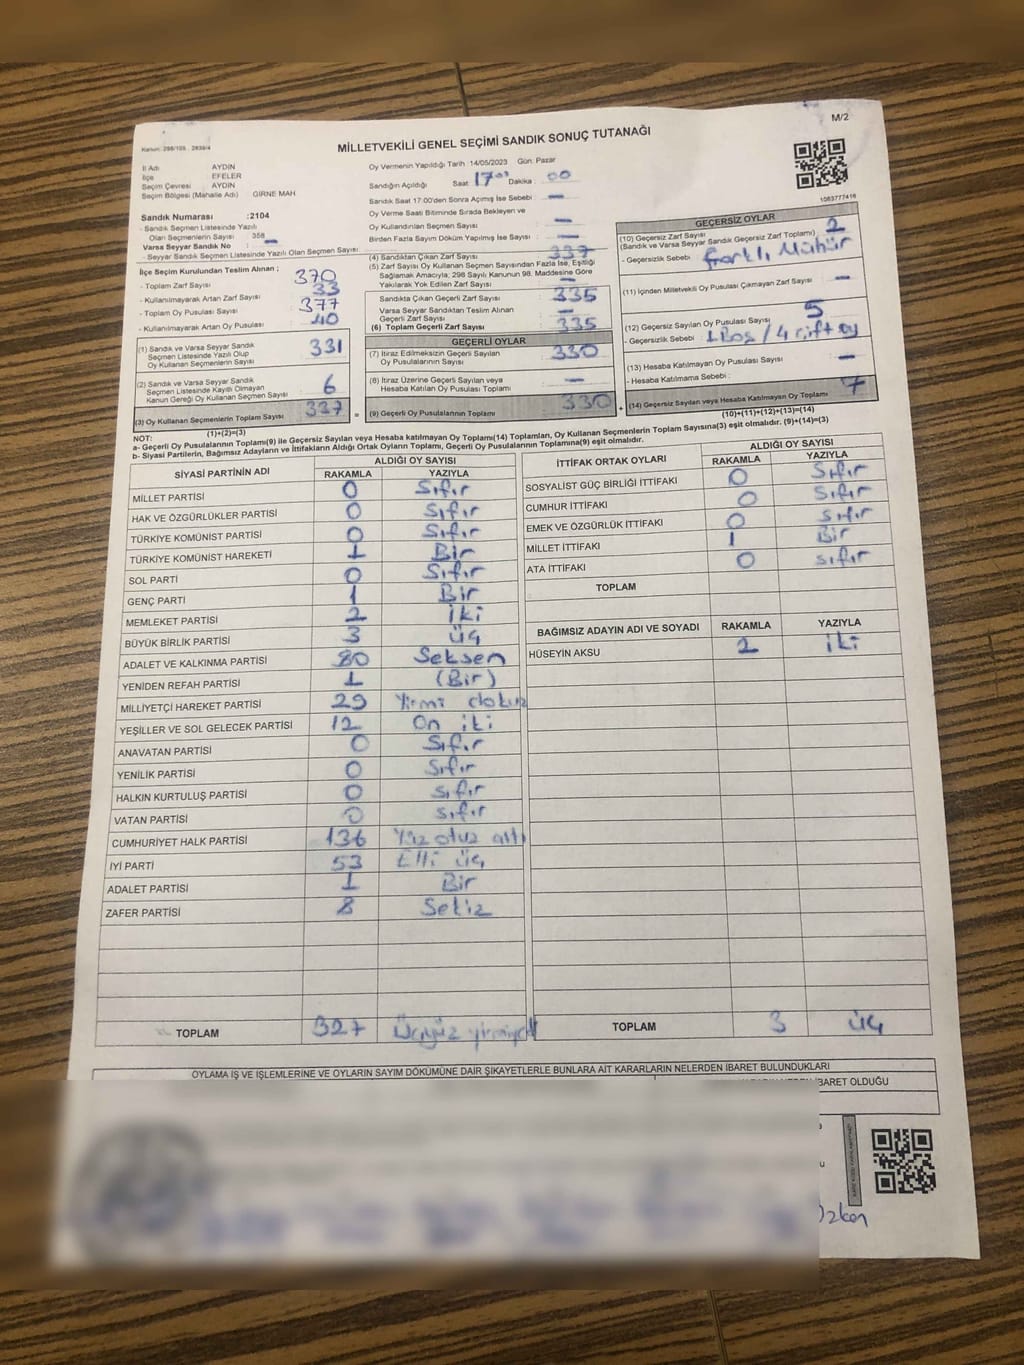 M/2
Kanun: 298/105 , 2839/4
MİLLETVEKİLİ GENEL SEÇİMİ SANDIK SONUÇ TUTANAĞI
İl Adı AYDIN
İlçe EFELER
Seçim Çevresi AYDIN
Seçim Bölgesi (Mahalle Adı) GİRNE MAH
Sandık Numarası :2104
- Sandık Seçmen Listesinde Yazılı
Olan Seçmenlerin Sayısı : 358
Varsa Seyyar Sandık No : –
- Seyyar Sandık Seçmen Listesinde Yazılı Olan Seçmen Sayısı
İlçe Seçim Kurulundan Teslim Alınan ;
- Toplam Zarf Sayısı 370
- Kullanılmayarak Artan Zarf Sayısı 33
- Toplam Oy Pusulası Sayısı 377
- Kullanılmayarak Artan Oy Pusulası 40
(1) Sandık ve Varsa Seyyar Sandık
Seçmen Listesinde Yazılı Olup
Oy Kullanan Seçmenlerin Sayısı 331
(2) Sandık ve Varsa Seyyar Sandık
Seçmen Listesinde Kayıtlı Olmayan
Kanun Gereği Oy Kullanan Seçmen Sayısı 6
(3) Oy Kullanan Seçmenlerin Toplam Sayısı 337
(1)+(2)=(3)
Oy Vermenin Yapıldığı Tarih :14/05/2023 Gün: Pazar
Sandığın Açıldığı Saat 17 Dakika : 00
Sandık Saat 17.00'den Sonra Açılmış İse Sebebi –
Oy Verme Saati Bitiminde Sırada Bekleyen ve
Oy Kullandırılan Seçmen Sayısı –
Birden Fazla Sayım Döküm Yapılmış İse Sayısı : –
(4) Sandıktan Çıkan Zarf Sayısı 337
(5) Zarf Sayısı Oy Kullanan Seçmen Sayısından Fazla İse, Eşitliği
Sağlamak Amacıyla; 298 Sayılı Kanunun 98. Maddesine Göre
Yakılarak Yok Edilen Zarf Sayısı –
Sandıkta Çıkan Geçerli Zarf Sayısı 335
Varsa Seyyar Sandıktan Teslim Alınan
Geçerli Zarf Sayısı –
(6) Toplam Geçerli Zarf Sayısı 335
GEÇERLİ OYLAR
(7) İtiraz Edilmeksizin Geçerli Sayılan
Oy Pusulalarının Sayısı 330
(8) İtiraz Üzerine Geçerli Sayılan veya
Hesaba Katılan Oy Pusulası Toplamı –
= (9) Geçerli Oy Pusulalarının Toplamı 330 +
1083777416
GEÇERSİZ OYLAR
(10) Geçersiz Zarf Sayısı
(Sandık ve Varsa Seyyar Sandık Geçersiz Zarf Toplamı) 2
- Geçersizlik Sebebi : farklı Mühür
(11) İçinden Milletvekili Oy Pusulası Çıkmayan Zarf Sayısı –
(12) Geçersiz Sayılan Oy Pusulası Sayısı 5
- Geçersizlik Sebebi : 1 Boş / 4 çift oy
(13) Hesaba Katılmayan Oy Pusulası Sayısı –
- Hesaba Katılmama Sebebi :
(14) Geçersiz Sayılan veya Hesaba Katılmayan Oy Toplamı 7
(10)+(11)+(12)+(13)=(14)
NOT:
a- Geçerli Oy Pusulalarının Toplamı(9) ile Geçersiz Sayılan veya Hesaba katılmayan Oy Toplamı(14) Toplamları, Oy Kullanan Seçmenlerin Toplam Sayısına(3) eşit olmalıdır. (9)+(14)=(3)
b- Siyasi Partilerin, Bağımsız Adayların ve İttifakların Aldığı Ortak Oyların Toplamı, Geçerli Oy Pusulalarının Toplamına(9) eşit olmalıdır.
SİYASİ PARTİNİN ADI ALDIĞI OY SAYISI
RAKAMLA YAZIYLA
MİLLET PARTİSİ 0 Sıfır
HAK VE ÖZGÜRLÜKLER PARTİSİ 0 Sıfır
TÜRKİYE KOMÜNİST PARTİSİ 0 Sıfır
TÜRKİYE KOMÜNİST HAREKETİ 1 Bir
SOL PARTİ 0 Sıfır
GENÇ PARTİ 1 Bir
MEMLEKET PARTİSİ 2 İki
BÜYÜK BİRLİK PARTİSİ 3 üç
ADALET VE KALKINMA PARTİSİ 80 Seksen
YENİDEN REFAH PARTİSİ 1 (Bir)
MİLLİYETÇİ HAREKET PARTİSİ 29 Yirmi dokuz
YEŞİLLER VE SOL GELECEK PARTİSİ 12 On iki
ANAVATAN PARTİSİ 0 Sıfır
YENİLİK PARTİSİ 0 Sıfır
HALKIN KURTULUŞ PARTİSİ 0 sıfır
VATAN PARTİSİ 0 sıfır
CUMHURİYET HALK PARTİSİ 136 Yüz otuz altı
İYİ PARTİ 53 Elli üç
ADALET PARTİSİ 1 Bir
ZAFER PARTİSİ 8 Sekiz
TOPLAM 327 Üçyüz yirmiyedi
İTTİFAK ORTAK OYLARI ALDIĞI OY SAYISI
RAKAMLA YAZIYLA
SOSYALİST GÜÇ BİRLİĞİ İTTİFAKI 0 Sıfır
CUMHUR İTTİFAKI 0 Sıfır
EMEK VE ÖZGÜRLÜK İTTİFAKI 0 sıfır
MİLLET İTTİFAKI 1 Bir
ATA İTTİFAKI 0 sıfır
TOPLAM
BAĞIMSIZ ADAYIN ADI VE SOYADI RAKAMLA YAZIYLA
HÜSEYİN AKSU 2 iki
TOPLAM 3 üç
OYLAMA İŞ VE İŞLEMLERİNE VE OYLARIN SAYIM DÖKÜMÜNE DAİR ŞİKAYETLERLE BUNLARA AİT KARARLARIN NELERDEN İBARET BULUNDUKLARI
İBARET OLDUĞU